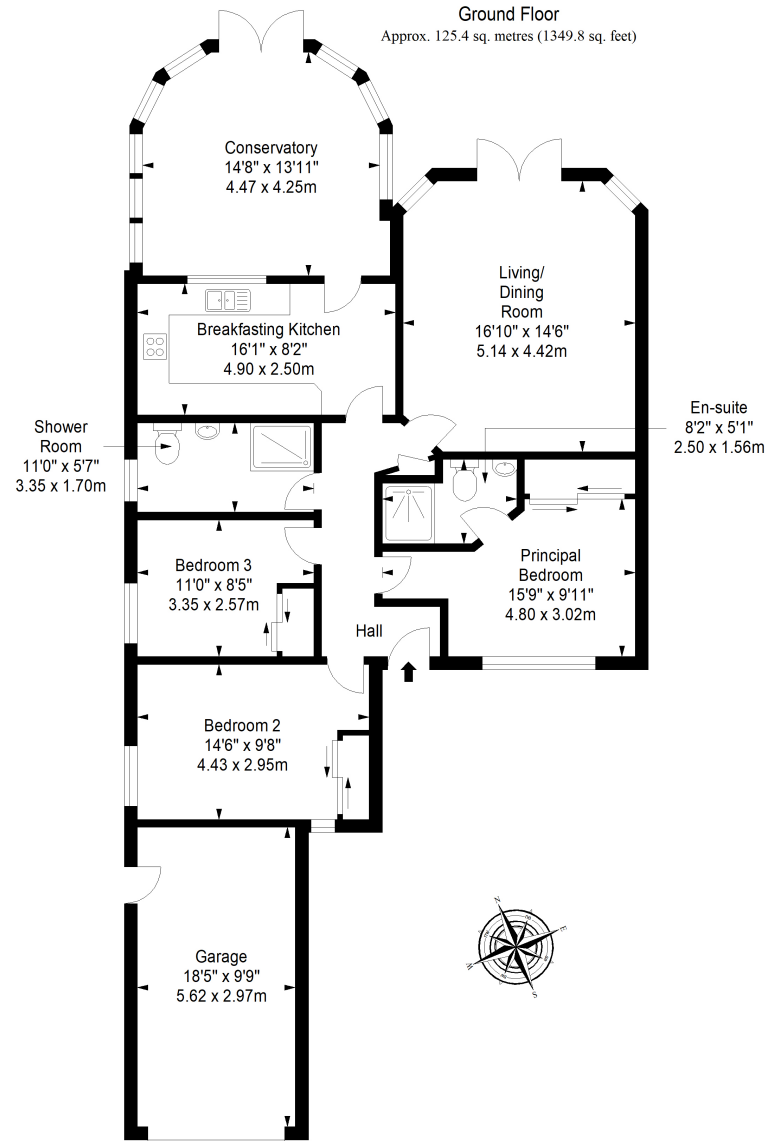 Ground Floor
Approx. 125.4 sq. metres (1349.8 sq. feet)
Conservatory
14'8" x 13'11"
4.47 x 4.25m
Living/
Dining
Room
16'10" x 14'6"
5.14 x 4.42m
Breakfasting Kitchen
16'1" x 8'2"
4.90 x 2.50m
En-suite
8'2" x 5'1"
2.50 x 1.56m
Shower
Room
11'0" x 5'7"
3.35 x 1.70m
Bedroom 3
11'0" x 8'5"
3.35 x 2.57m
Principal
Bedroom
15'9" x 9'11"
4.80 x 3.02m
Hall
Bedroom 2
14'6" x 9'8"
4.43 x 2.95m
Garage
18'5" x 9'9"
5.62 x 2.97m
N
E
W
S